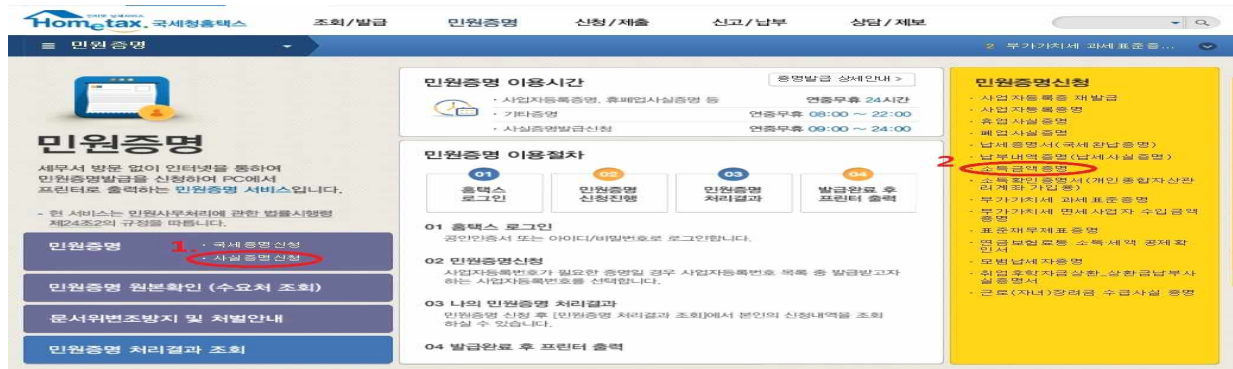 Hometax. 국세청홈택스
조회/발급
민원증명
신청/제출
신고/납부
상담/제보
민원증명
2 부가가치세 과세표준증...
민원증명
세무서 방문 없이 인터넷을 통하여
민원증명발급을 신청하여 PC에서
프린터로 출력하는 민원증명 서비스입니다.
- 현 서비스는 민원사무처리에 관한 법률시행령
제24조2의 규정을 따릅니다.
민원증명
1.
· 국세증명신청
· 사실증명신청
민원증명 원본확인 (수요처 조회)
문서위변조방지 및 처벌안내
민원증명 처리결과 조회
민원증명 이용시간
증명발급 상세안내 >
· 사업자등록증명, 휴폐업사실증명 등 연중무휴 24시간
· 기타증명 연중무휴 08:00 ~ 22:00
· 사실증명발급신청 연중무휴 09:00 ~ 24:00
민원증명 이용절차
01
홈택스
로그인
02
민원증명
신청진행
03
민원증명
처리결과
04
발급완료 후
프린터 출력
01 홈택스 로그인
공인인증서 또는 아이디/비밀번호로 로그인합니다.
02 민원증명신청
사업자등록번호가 필요한 증명일 경우 사업자등록번호 목록 중 발급받고자
하는 사업자등록번호를 선택합니다.
03 나의 민원증명 처리결과
민원증명 신청 후 [민원증명 처리결과 조회]에서 본인의 신청내역을 조회
하실 수 있습니다.
04 발급완료 후 프린터 출력
민원증명신청
· 사업자등록증 재발급
· 사업자등록증명
· 휴업사실증명
· 폐업사실증명
· 납세증명서(국세완납증명)
· 납부내역증명(납세사실증명)
2
· 소득금액증명
· 소득확인증명서(개인종합자산관
리계좌 가입용)
· 부가가치세 과세표준증명
· 부가가치세 면세사업자 수입금액
증명
· 표준재무제표증명
· 연금보험료등 소득세액 공제확
인서
· 모범납세자증명
· 취업후학자금상환_상환금납부사
실증명서
· 근로(자녀)장려금 수급사실 증명